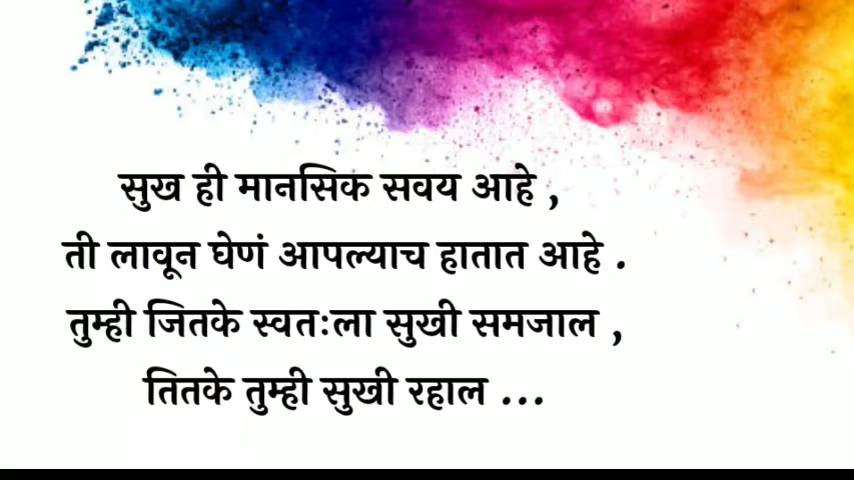 सुख ही मानसिक सवय आहे ,
ती लावून घेणं आपल्याच हातात आहे .
तुम्ही जितके स्वतःला सुखी समजाल ,
तितके तुम्ही सुखी रहाल ...